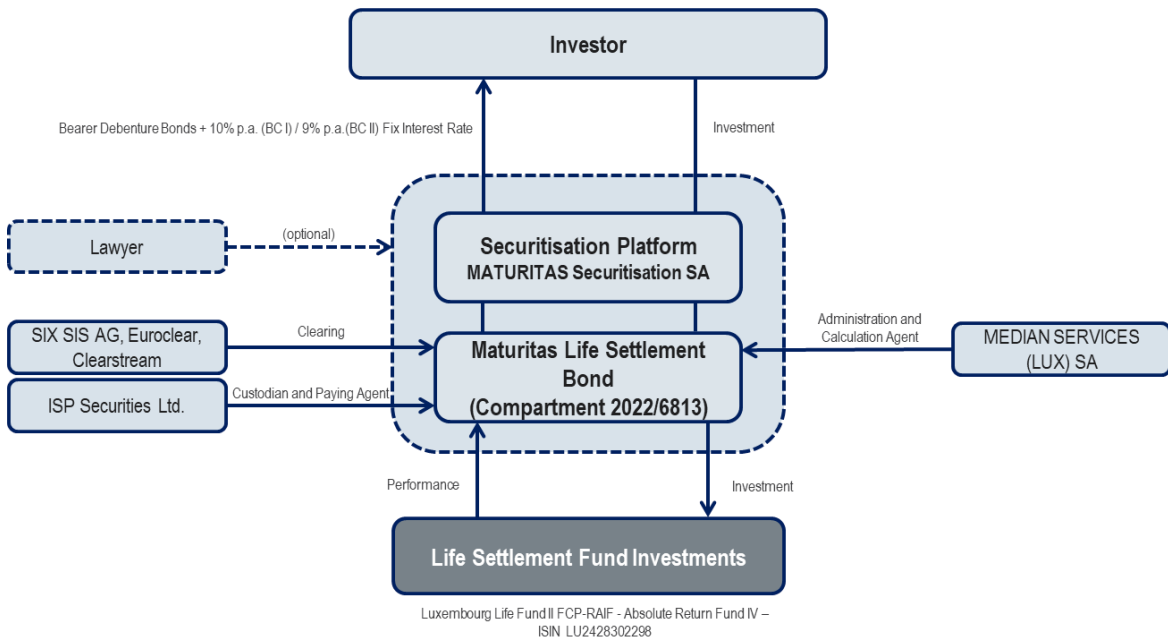 Investor
Bearer Debenture Bonds + 10% p.a. (BC I) / 9% p.a.(BC II) Fix Interest Rate
Investment
Lawyer
(optional)
Securitisation Platform
MATURITAS Securitisation SA
SIX SIS AG, Euroclear,
Clearstream
Clearing
Maturitas Life Settlement
Bond
(Compartment 2022/6813)
Administration and
Calculation Agent
MEDIAN SERVICES
(LUX) SA
ISP Securities Ltd.
Custodian and Paying Agent
Performance
Investment
Life Settlement Fund Investments
Luxembourg Life Fund II FCP-RAIF - Absolute Return Fund IV –
ISIN LU2428302298